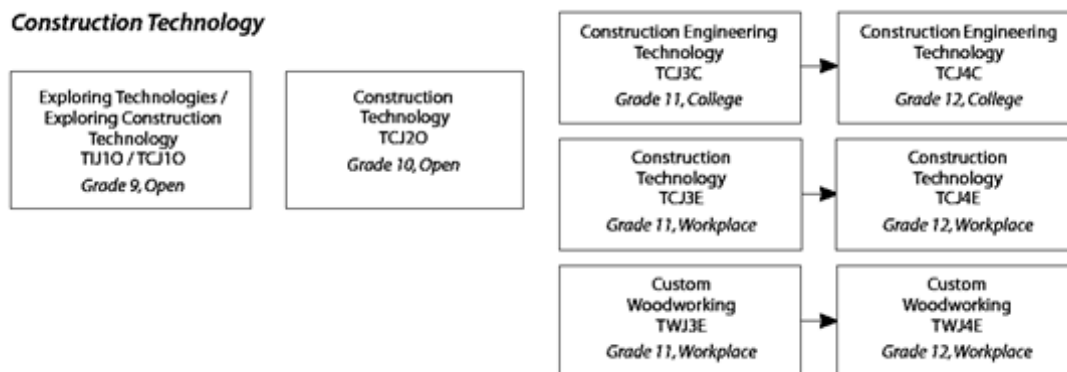 Construction Technology
Exploring Technologies /
Exploring Construction
Technology
TIJ1O / TCJ1O
Grade 9, Open
Construction
Technology
TCJ2O
Grade 10, Open
Construction Engineering
Technology
TCJ3C
Grade 11, College
Construction Engineering
Technology
TCJ4C
Grade 12, College
Construction
Technology
TCJ3E
Grade 11, Workplace
Construction
Technology
TCJ4E
Grade 12, Workplace
Custom
Woodworking
TWJ3E
Grade 11, Workplace
Custom
Woodworking
TWJ4E
Grade 12, Workplace